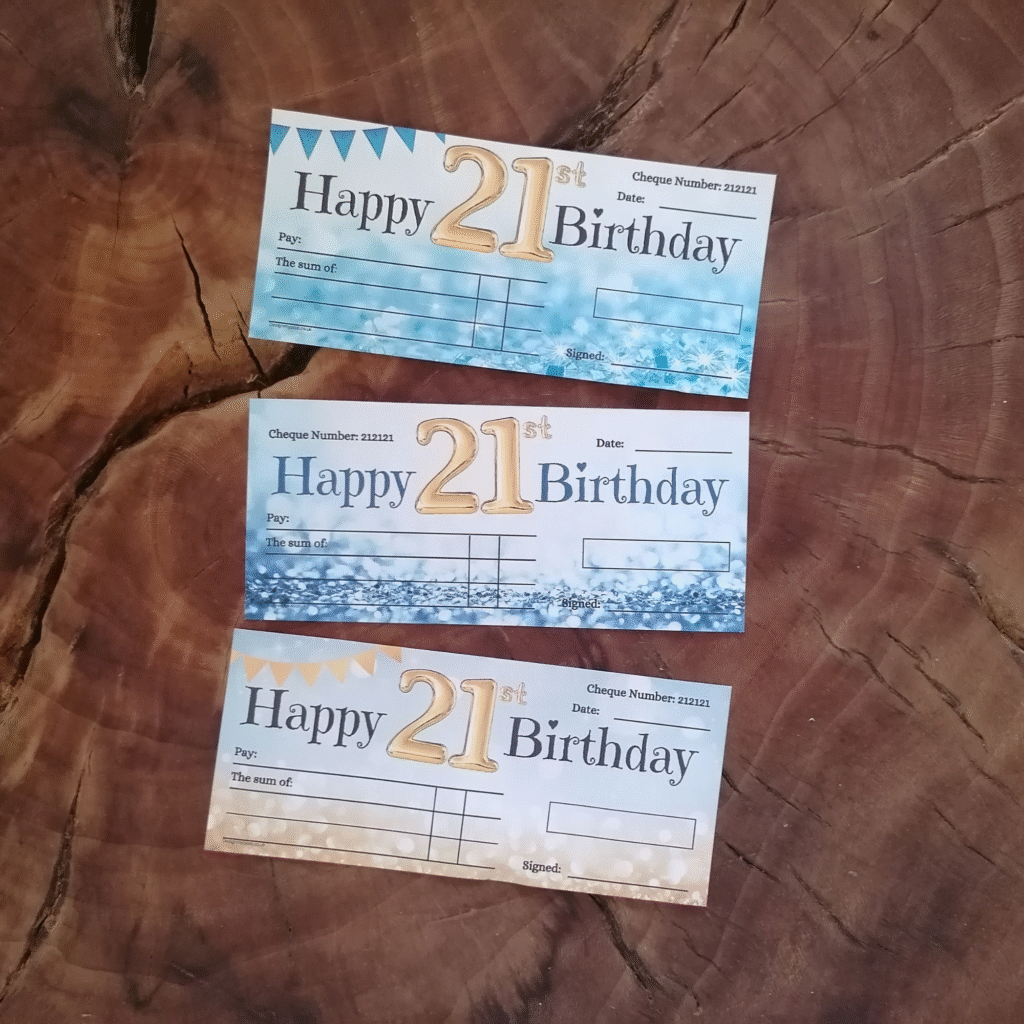 Cheque Number: 212121
Date:
Happy 21st Birthday
Pay:
The sum of:
Signed:
Cheque Number: 212121
Date:
Happy 21st Birthday
Pay:
The sum of:
Signed:
Cheque Number: 212121
Date:
Happy 21st Birthday
Pay:
The sum of:
Signed: